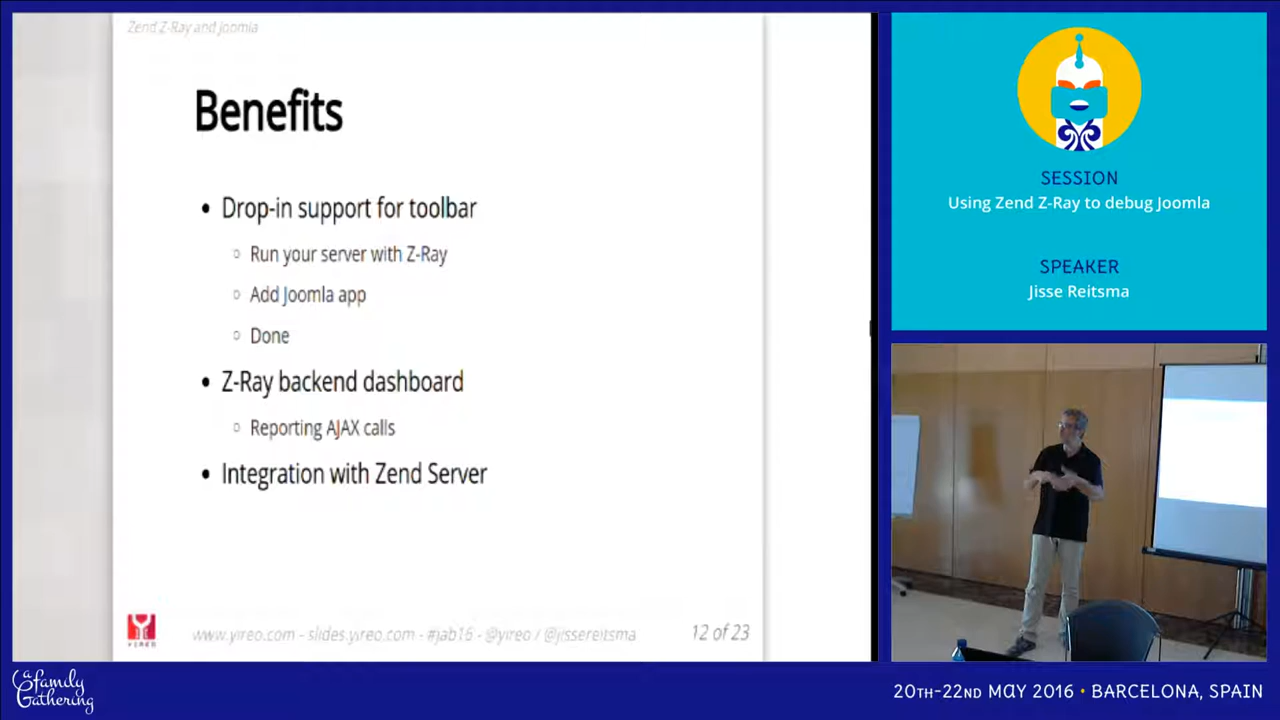 Zend Z-Ray and Joomla
Benefits
• Drop-in support for toolbar
○ Run your server with Z-Ray
○ Add Joomla app
○ Done
• Z-Ray backend dashboard
○ Reporting AJAX calls
• Integration with Zend Server
YIREO
www.yireo.com - slides.yireo.com - #jab16 - @yireo / @jissereitsma
12 of 23
SESSION
Using Zend Z-Ray to debug Joomla
SPEAKER
Jisse Reitsma
a family
Gathering
20TH-22ND MAY 2016 • BARCELONA, SPAIN